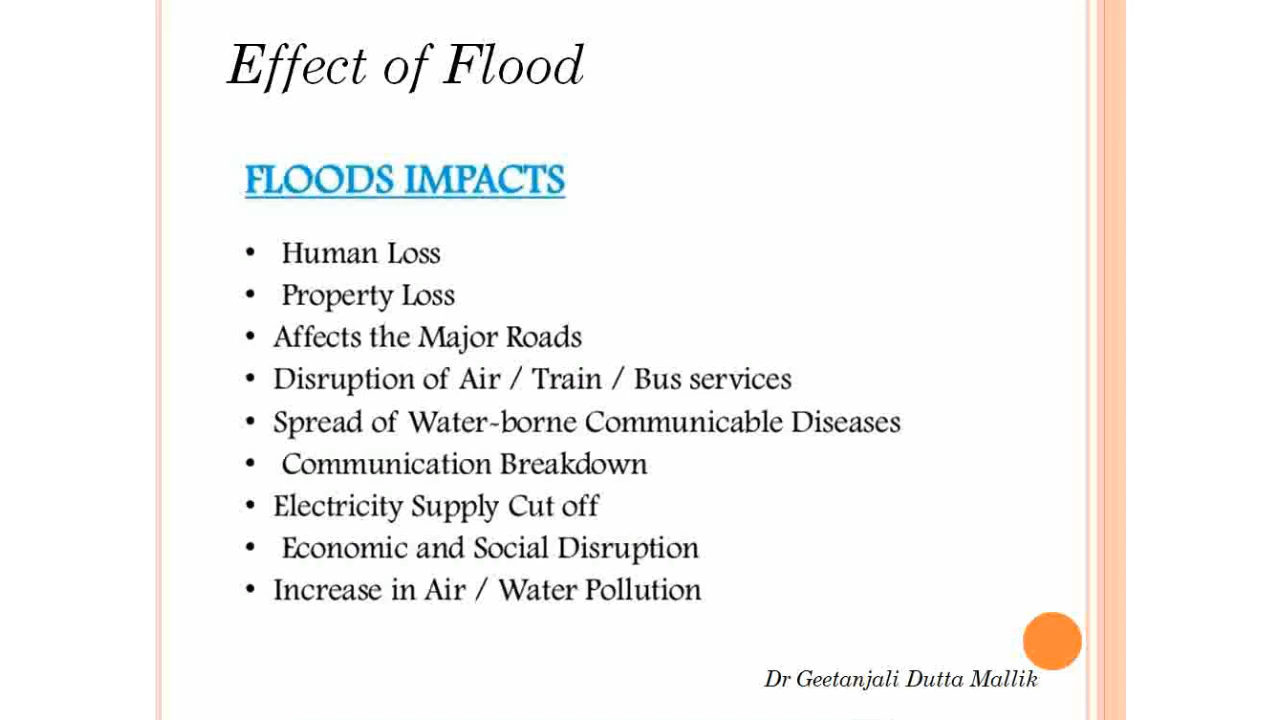 Effect of Flood
FLOODS IMPACTS
• Human Loss
• Property Loss
• Affects the Major Roads
• Disruption of Air / Train / Bus services
• Spread of Water-borne Communicable Diseases
• Communication Breakdown
• Electricity Supply Cut off
• Economic and Social Disruption
• Increase in Air / Water Pollution
Dr Geetanjali Dutta Mallik